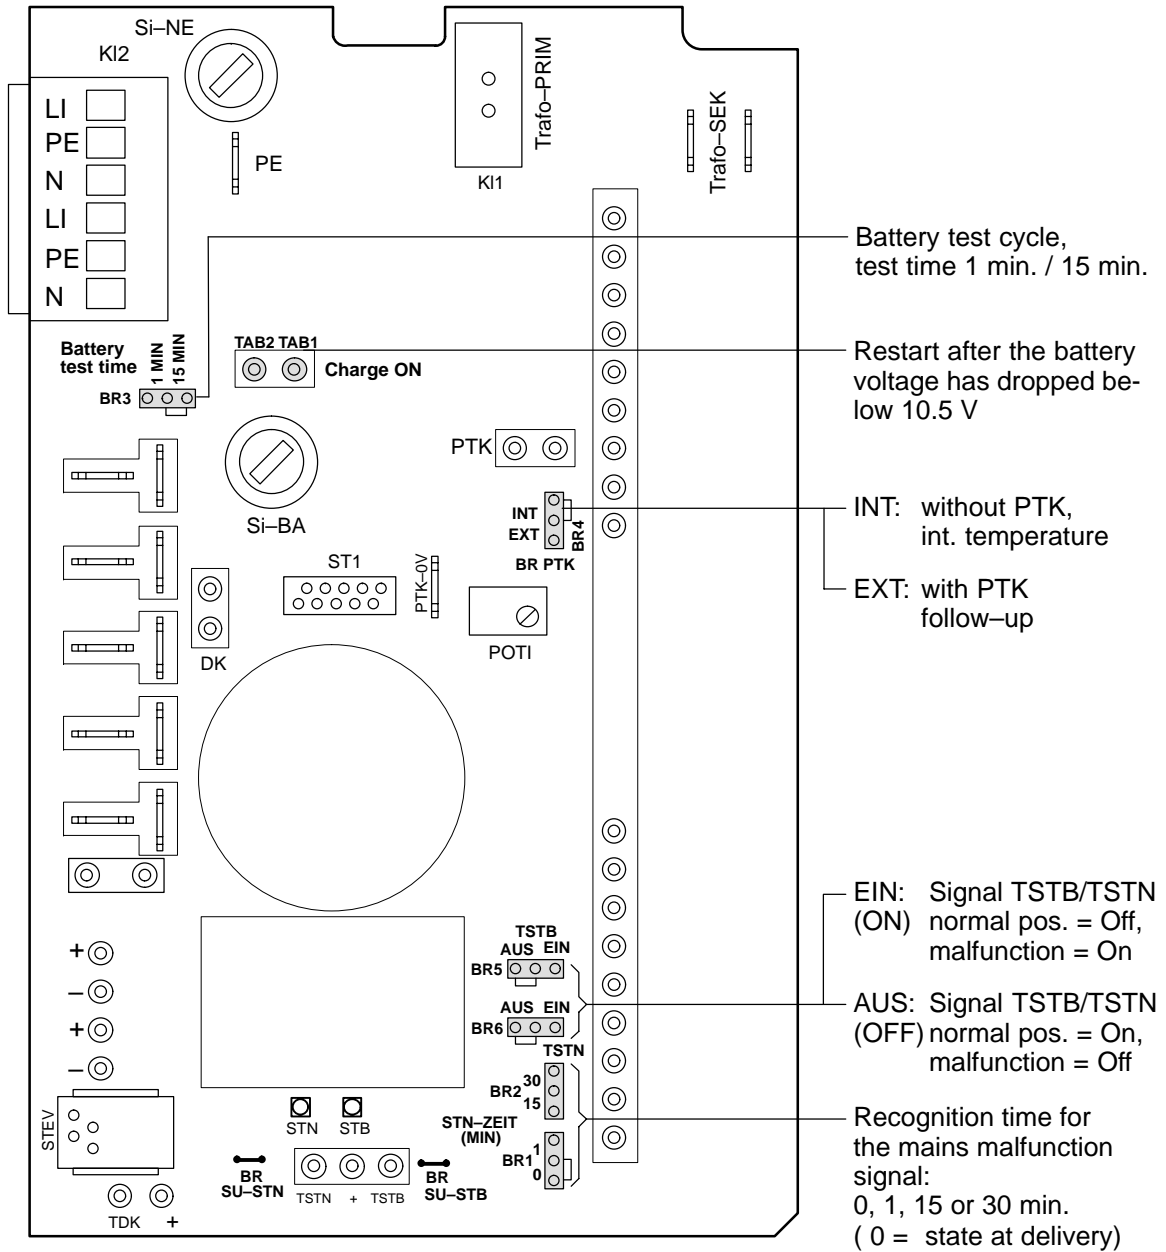 Si–NE
Kl2
LI
PE
N
LI
PE
N
PE
Trafo–PRIM
Kl1
Trafo–SEK
Battery test cycle,
test time 1 min. / 15 min.
Battery
test time
1 MIN
15 MIN
BR3
TAB2 TAB1
Charge ON
Restart after the battery
voltage has dropped be-
low 10.5 V
Si–BA
PTK
INT
EXT
BR4
BR PTK
INT: without PTK,
int. temperature
EXT: with PTK
follow–up
ST1
PTK–0V
POTI
DK
+
–
+
–
TSTB
AUS EIN
BR5
AUS EIN
BR6
TSTN
EIN: Signal TSTB/TSTN
(ON) normal pos. = Off,
malfunction = On
AUS: Signal TSTB/TSTN
(OFF) normal pos. = On,
malfunction = Off
30
BR2
15
STN–ZEIT
(MIN)
1
BR1
0
Recognition time for
the mains malfunction
signal:
0, 1, 15 or 30 min.
( 0 = state at delivery)
STEV
STN
STB
BR
SU–STN
TSTN + TSTB
BR
SU–STB
TDK +